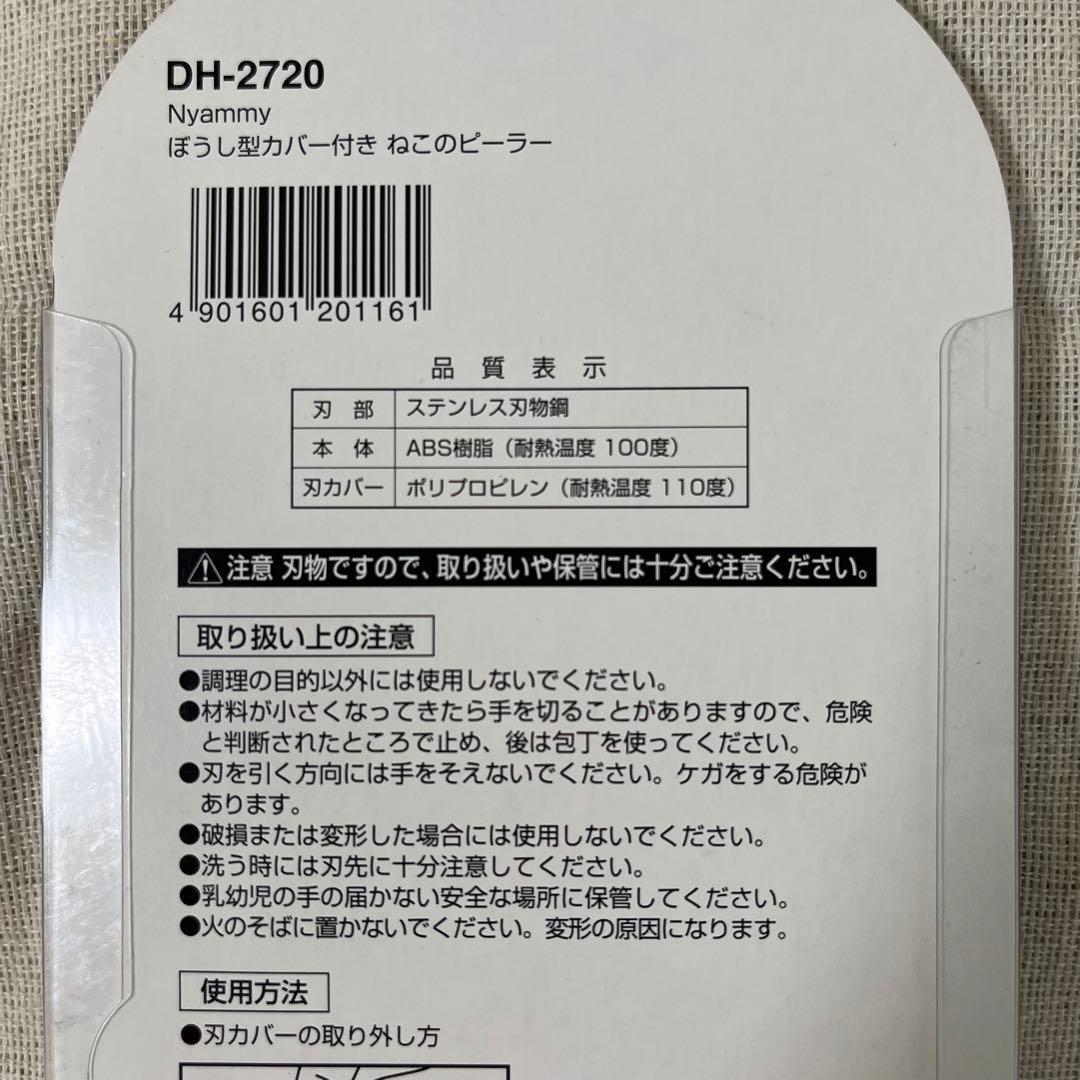 DH-2720
Nyammy
ぼうし型カバー付き ねこのピーラー
4 901601 201161
品質表示
刃部 ステンレス刃物鋼
本体 ABS樹脂（耐熱温度 100度）
刃カバー ポリプロピレン（耐熱温度 110度）
注意 刃物ですので、取り扱いや保管には十分ご注意ください。
取り扱い上の注意
●調理の目的以外には使用しないでください。
●材料が小さくなってきたら手を切ることがありますので、危険
と判断されたところで止め、後は包丁を使ってください。
●刃を引く方向には手をそえないでください。ケガをする危険が
あります。
●破損または変形した場合には使用しないでください。
●洗う時には刃先に十分注意してください。
●乳幼児の手の届かない安全な場所に保管してください。
●火のそばに置かないでください。変形の原因になります。
使用方法
●刃カバーの取り外し方